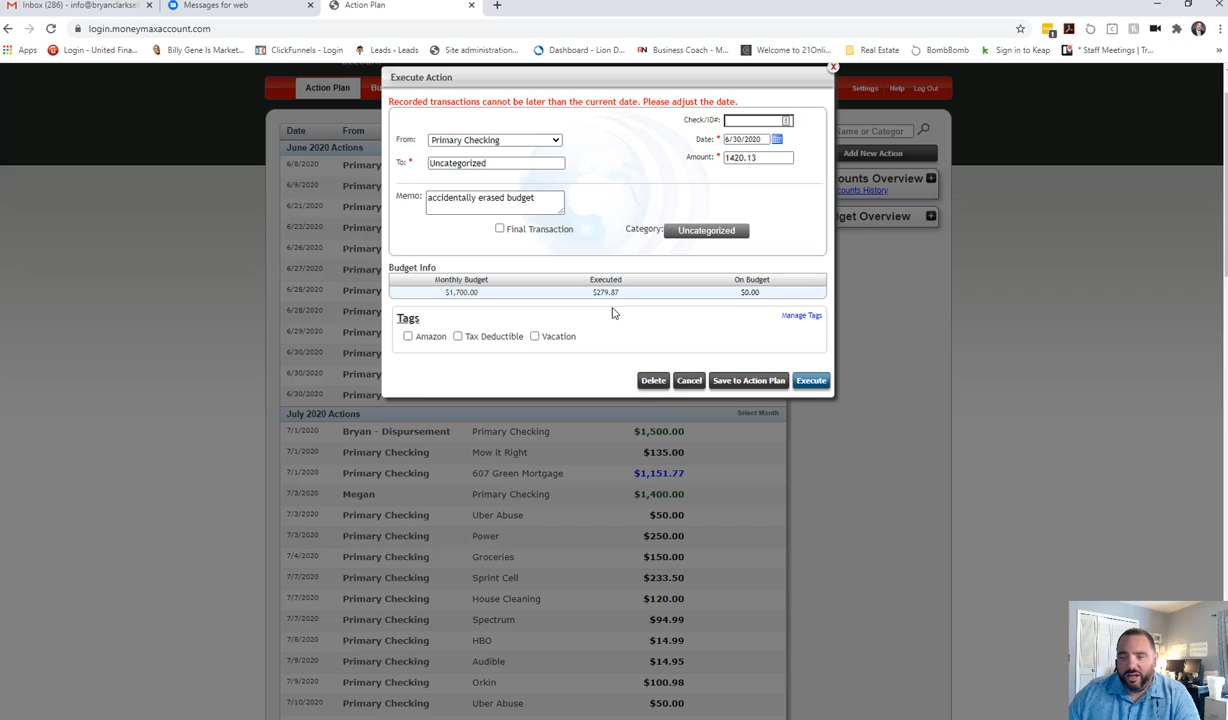 Inbox (286) - info@bryanclarksell
Messages for web
Action Plan
login.moneymaxaccount.com
Apps
Login - United Finan...
Billy Gene Is Market...
ClickFunnels - Login
Leads ‹ Leads
Site administration...
Dashboard - Lion D...
Business Coach - M...
Welcome to 21Onlin...
Real Estate
BombBomb
Sign in to Keap
* Staff Meetings | Tr...
Action Plan
Settings
Help
Log Out
Execute Action
X
Recorded transactions cannot be later than the current date. Please adjust the date.
Check/ID#:
From:
Primary Checking
Date: * 6/30/2020
To: *
Uncategorized
Amount: * 1420.13
Memo:
accidentally erased budget
Final Transaction
Category:
Uncategorized
Budget Info
Monthly Budget
Executed
On Budget
$1,700.00
$279.87
$0.00
Tags
Manage Tags
Amazon
Tax Deductible
Vacation
Delete
Cancel
Save to Action Plan
Execute
Name or Categor
Add New Action
counts Overview
counts History
dget Overview
Date
From
June 2020 Actions
6/8/2020 Primary
6/9/2020 Primary
6/21/2020 Primary
6/23/2020 Primary
6/26/2020 Primary
6/27/2020 Primary
6/28/2020 Primary
6/29/2020 Primary
6/30/2020 Primary
6/30/2020 Primary
6/30/2020 Primary
July 2020 Actions
Select Month
7/1/2020 Bryan - Dispursement Primary Checking $1,500.00
7/1/2020 Primary Checking Mow it Right $135.00
7/1/2020 Primary Checking 607 Green Mortgage $1,151.77
7/3/2020 Megan Primary Checking $1,400.00
7/3/2020 Primary Checking Uber Abuse $50.00
7/3/2020 Primary Checking Power $250.00
7/4/2020 Primary Checking Groceries $150.00
7/7/2020 Primary Checking Sprint Cell $233.50
7/7/2020 Primary Checking House Cleaning $120.00
7/7/2020 Primary Checking Spectrum $94.99
7/8/2020 Primary Checking HBO $14.99
7/9/2020 Primary Checking Audible $14.95
7/9/2020 Primary Checking Orkin $100.98
7/10/2020 Primary Checking Uber Abuse $50.00